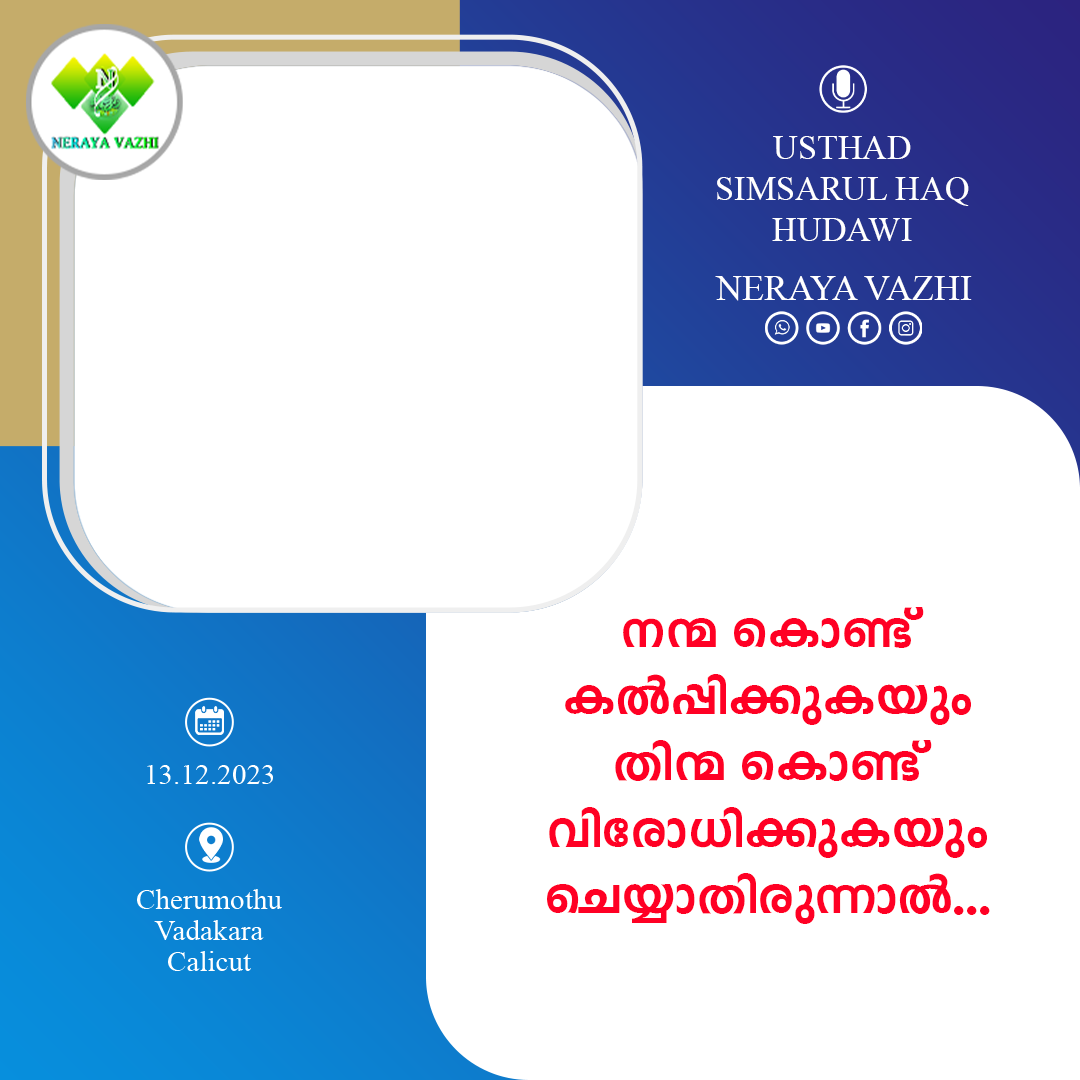 NERAYA VAZHI
USTHAD
SIMSARUL HAQ
HUDAWI
NERAYA VAZHI
നന്മ കൊണ്ട്
കൽപ്പിക്കുകയും
തിന്മ കൊണ്ട്
വിരോധിക്കുകയും
ചെയ്യാതിരുന്നാൽ...
13.12.2023
Cherumothu
Vadakara
Calicut